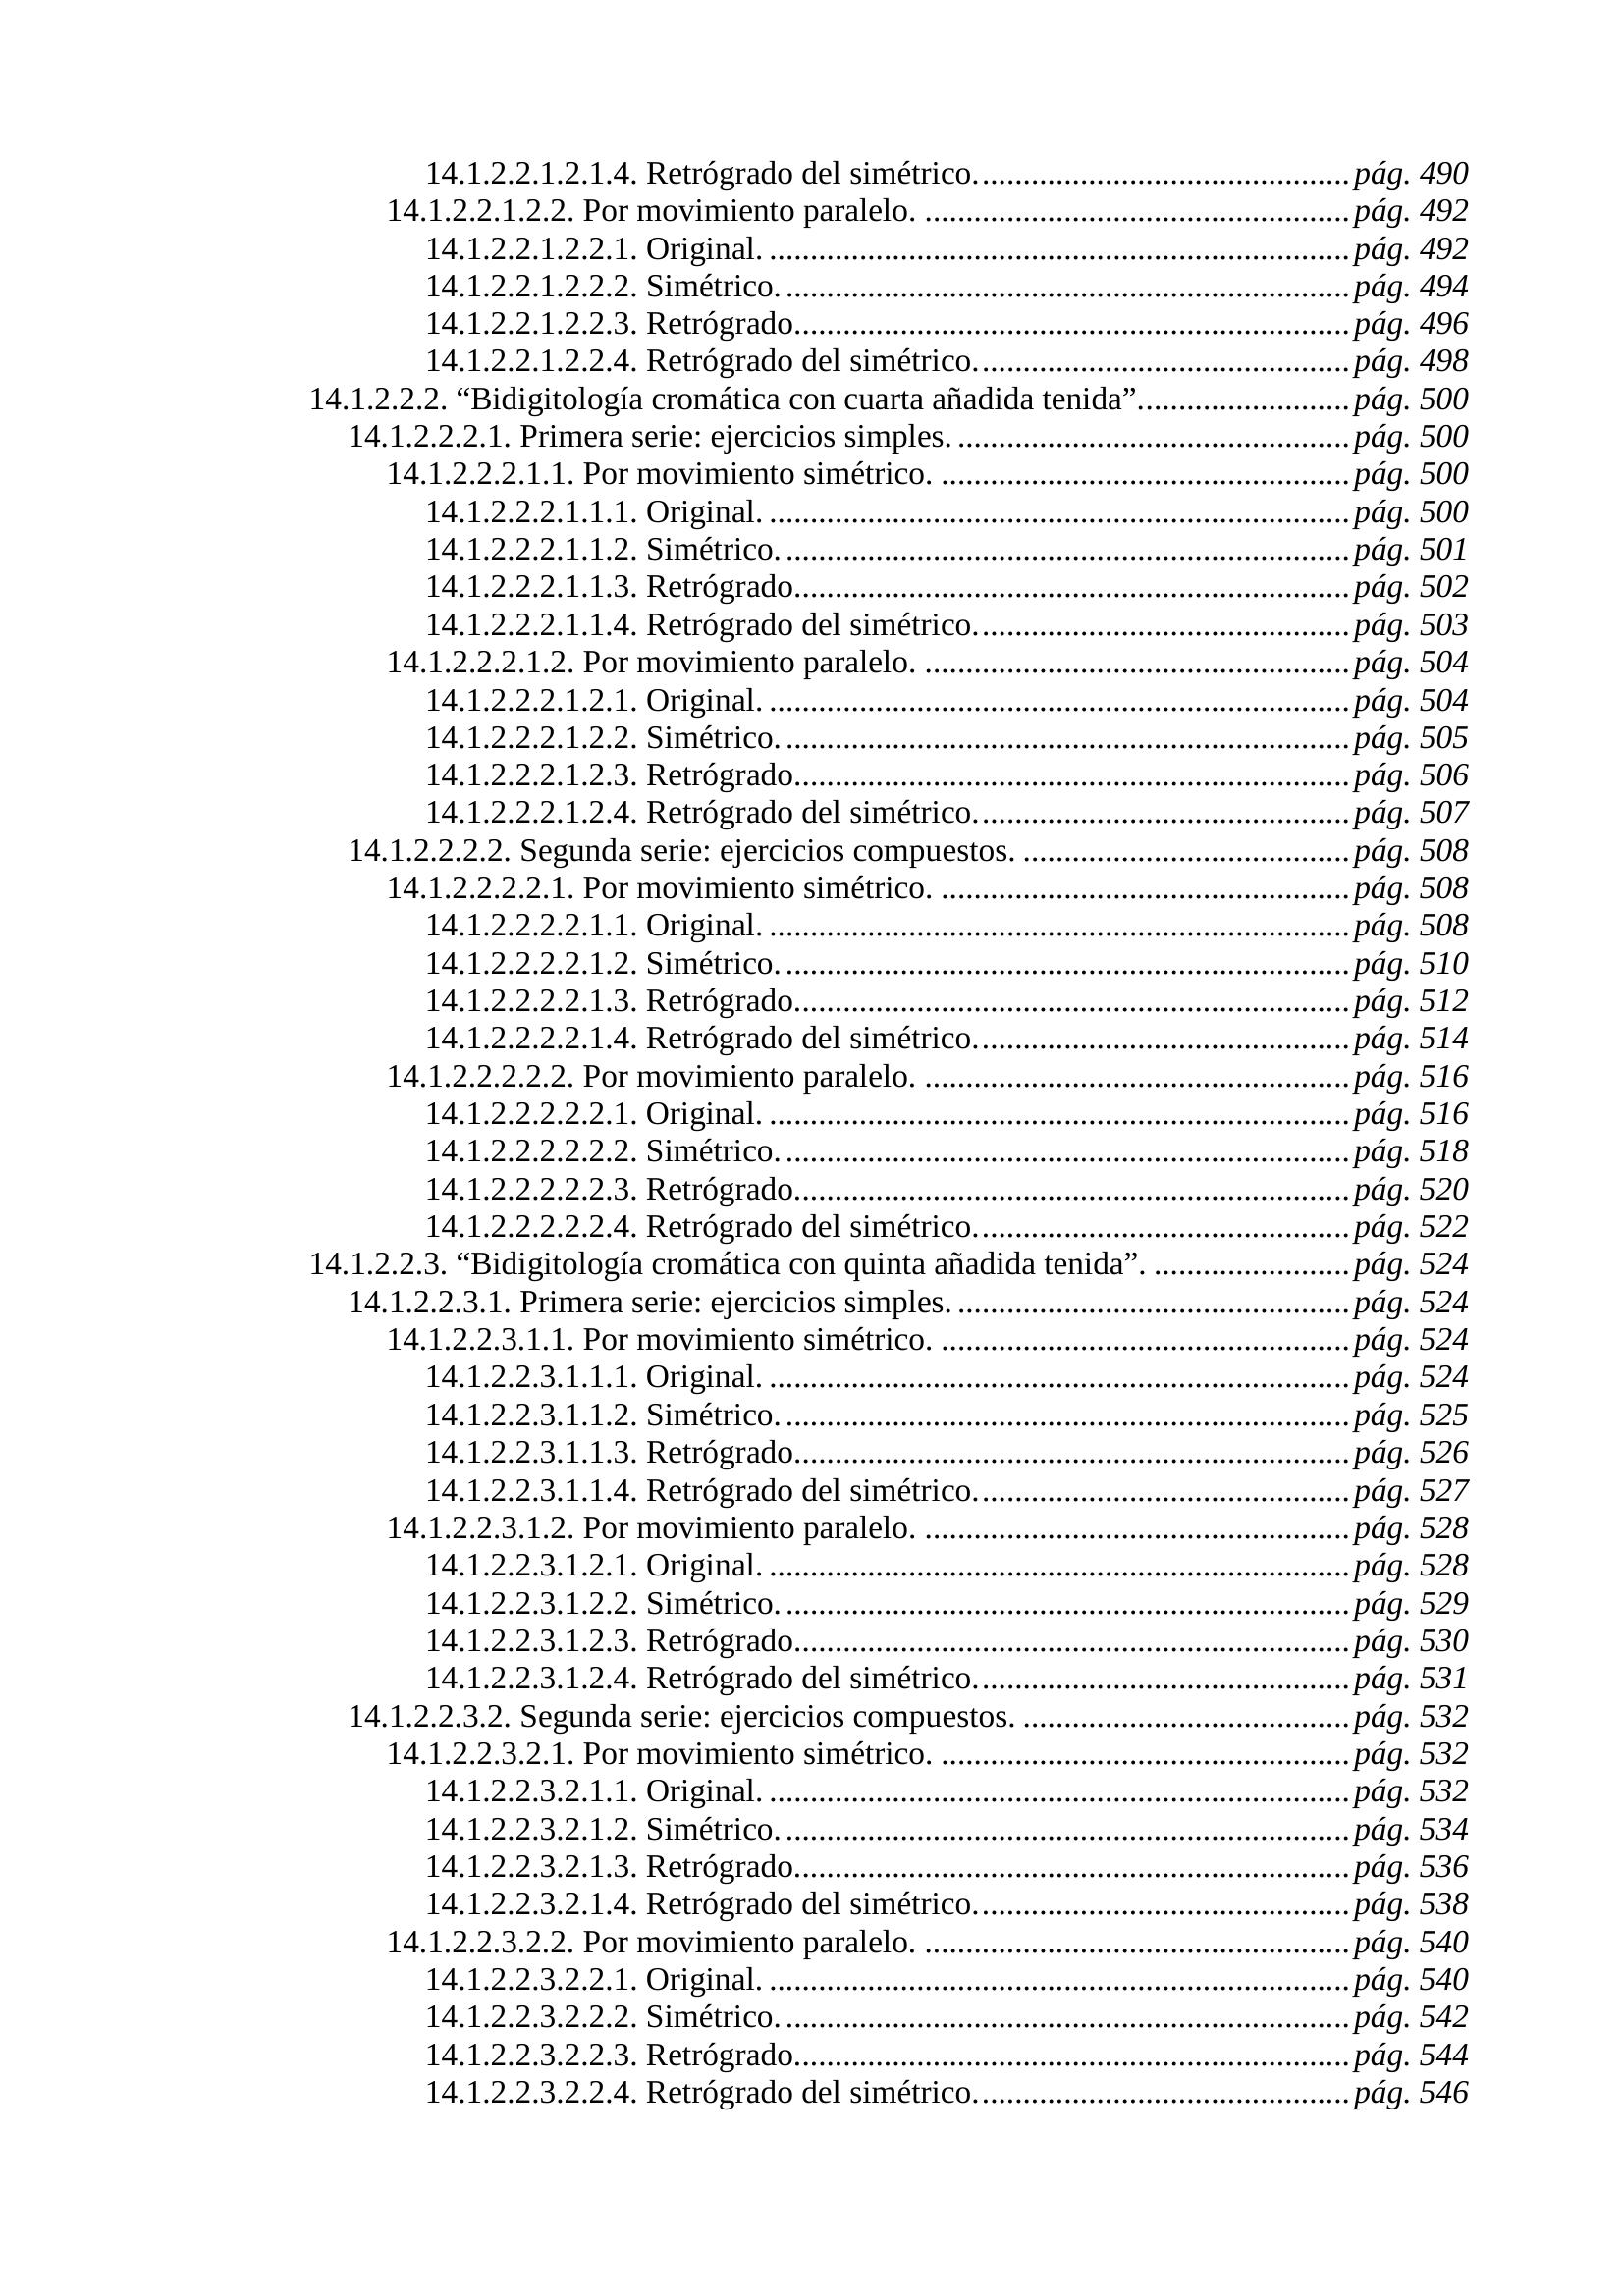 14.1.2.2.1.2.1.4. Retrógrado del simétrico. pág. 490
14.1.2.2.1.2.2. Por movimiento paralelo. pág. 492
14.1.2.2.1.2.2.1. Original. pág. 492
14.1.2.2.1.2.2.2. Simétrico. pág. 494
14.1.2.2.1.2.2.3. Retrógrado. pág. 496
14.1.2.2.1.2.2.4. Retrógrado del simétrico. pág. 498
14.1.2.2.2. “Bidigitología cromática con cuarta añadida tenida”. pág. 500
14.1.2.2.2.1. Primera serie: ejercicios simples. pág. 500
14.1.2.2.2.1.1. Por movimiento simétrico. pág. 500
14.1.2.2.2.1.1.1. Original. pág. 500
14.1.2.2.2.1.1.2. Simétrico. pág. 501
14.1.2.2.2.1.1.3. Retrógrado. pág. 502
14.1.2.2.2.1.1.4. Retrógrado del simétrico. pág. 503
14.1.2.2.2.1.2. Por movimiento paralelo. pág. 504
14.1.2.2.2.1.2.1. Original. pág. 504
14.1.2.2.2.1.2.2. Simétrico. pág. 505
14.1.2.2.2.1.2.3. Retrógrado. pág. 506
14.1.2.2.2.1.2.4. Retrógrado del simétrico. pág. 507
14.1.2.2.2.2. Segunda serie: ejercicios compuestos. pág. 508
14.1.2.2.2.2.1. Por movimiento simétrico. pág. 508
14.1.2.2.2.2.1.1. Original. pág. 508
14.1.2.2.2.2.1.2. Simétrico. pág. 510
14.1.2.2.2.2.1.3. Retrógrado. pág. 512
14.1.2.2.2.2.1.4. Retrógrado del simétrico. pág. 514
14.1.2.2.2.2.2. Por movimiento paralelo. pág. 516
14.1.2.2.2.2.2.1. Original. pág. 516
14.1.2.2.2.2.2.2. Simétrico. pág. 518
14.1.2.2.2.2.2.3. Retrógrado. pág. 520
14.1.2.2.2.2.2.4. Retrógrado del simétrico. pág. 522
14.1.2.2.3. “Bidigitología cromática con quinta añadida tenida”. pág. 524
14.1.2.2.3.1. Primera serie: ejercicios simples. pág. 524
14.1.2.2.3.1.1. Por movimiento simétrico. pág. 524
14.1.2.2.3.1.1.1. Original. pág. 524
14.1.2.2.3.1.1.2. Simétrico. pág. 525
14.1.2.2.3.1.1.3. Retrógrado. pág. 526
14.1.2.2.3.1.1.4. Retrógrado del simétrico. pág. 527
14.1.2.2.3.1.2. Por movimiento paralelo. pág. 528
14.1.2.2.3.1.2.1. Original. pág. 528
14.1.2.2.3.1.2.2. Simétrico. pág. 529
14.1.2.2.3.1.2.3. Retrógrado. pág. 530
14.1.2.2.3.1.2.4. Retrógrado del simétrico. pág. 531
14.1.2.2.3.2. Segunda serie: ejercicios compuestos. pág. 532
14.1.2.2.3.2.1. Por movimiento simétrico. pág. 532
14.1.2.2.3.2.1.1. Original. pág. 532
14.1.2.2.3.2.1.2. Simétrico. pág. 534
14.1.2.2.3.2.1.3. Retrógrado. pág. 536
14.1.2.2.3.2.1.4. Retrógrado del simétrico. pág. 538
14.1.2.2.3.2.2. Por movimiento paralelo. pág. 540
14.1.2.2.3.2.2.1. Original. pág. 540
14.1.2.2.3.2.2.2. Simétrico. pág. 542
14.1.2.2.3.2.2.3. Retrógrado. pág. 544
14.1.2.2.3.2.2.4. Retrógrado del simétrico. pág. 546